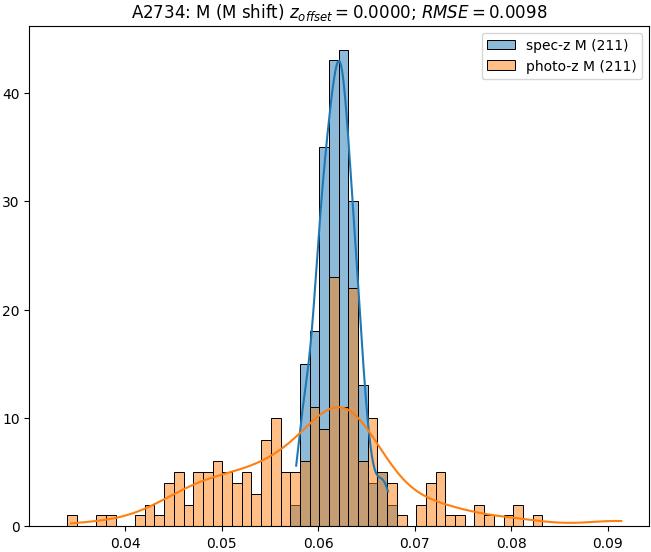 A2734: M (M shift) z_offset = 0.0000; RMSE = 0.0098
spec-z M (211)
photo-z M (211)
40
30
20
10
0
0.04 0.05 0.06 0.07 0.08 0.09